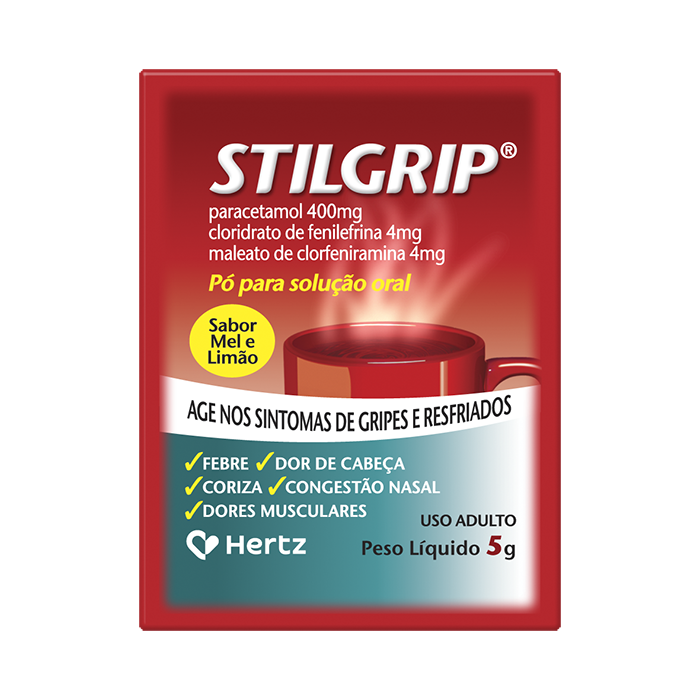 STILGRIP®
paracetamol 400mg
cloridrato de fenilefrina 4mg
maleato de clorfeniramina 4mg
Pó para solução oral
Sabor
Mel e
Limão
AGE NOS SINTOMAS DE GRIPES E RESFRIADOS
✓FEBRE ✓DOR DE CABEÇA
✓CORIZA ✓CONGESTÃO NASAL
✓DORES MUSCULARES
USO ADULTO
Hertz
Peso Líquido 5g